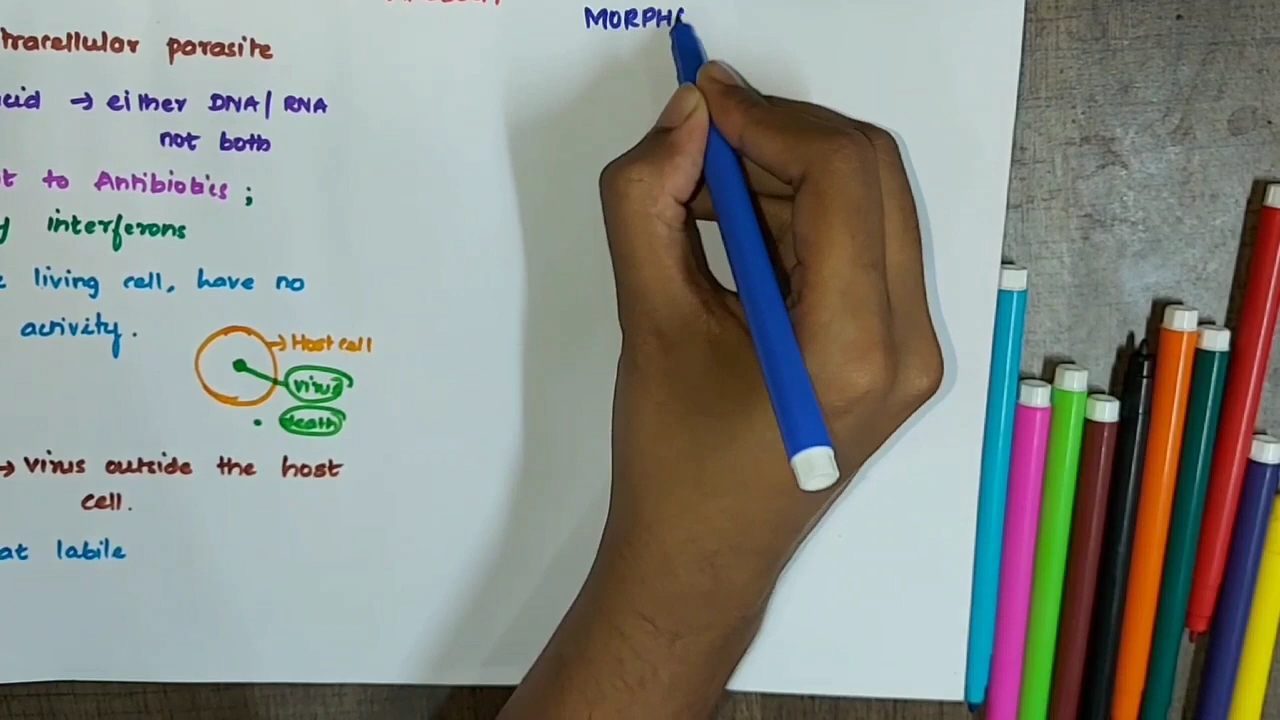 MORPH
tracellular parasite
cid → either DNA/ RNA
not both
t to Antibiotics ;
y interferons
e living cell, have no
activity.
→ Host cell
virus
death
→ Virus outside the host
cell.
at labile